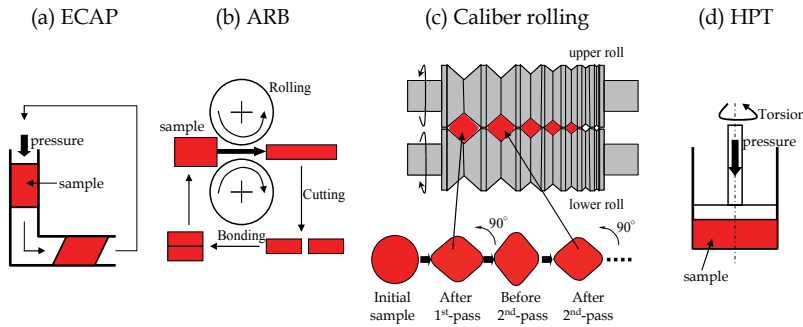 (a) ECAP
(b) ARB
(c) Caliber rolling
(d) HPT
pressure
sample
Rolling
sample
Cutting
Bonding
upper roll
lower roll
90°
90°
Initial
sample
After
1st-pass
Before
2nd-pass
After
2nd-pass
Torsion
pressure
sample